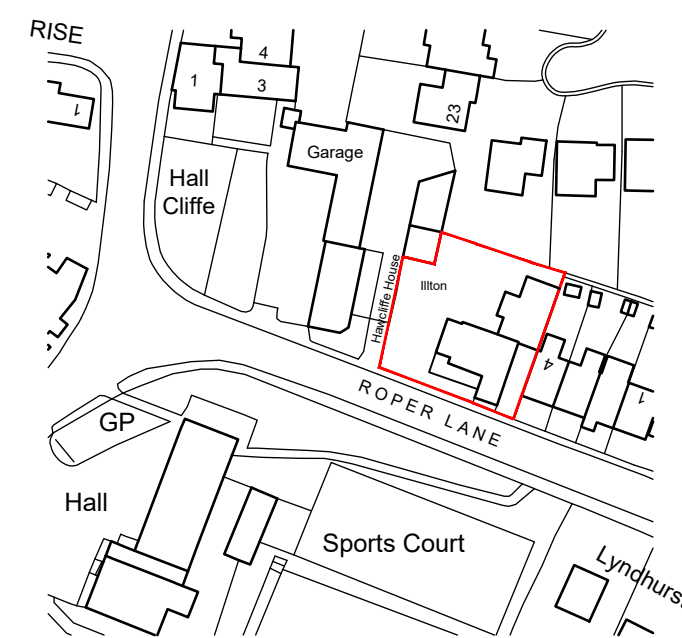 RISE
4
1
3
1
23
Garage
Hall
Cliffe
Hawcliffe House
Illton
4
1
ROPER LANE
GP
Hall
Sports Court
Lyndhurs